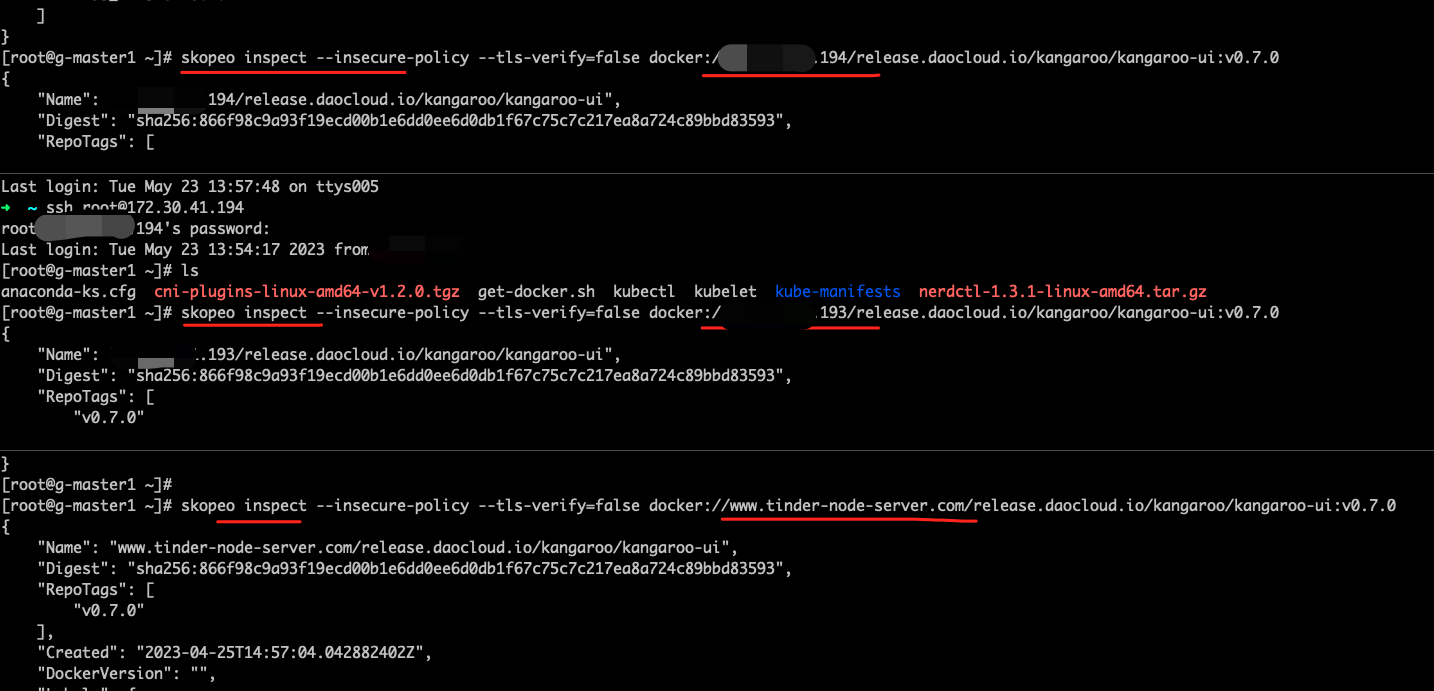 ]
}
[root@g-master1 ~]# skopeo inspect --insecure-policy --tls-verify=false docker:/ .194/release.daocloud.io/kangaroo/kangaroo-ui:v0.7.0
{
"Name": 194/release.daocloud.io/kangaroo/kangaroo-ui",
"Digest": "sha256:866f98c9a93f19ecd00b1e6dd0ee6d0db1f67c75c7c217ea8a724c89bbd83593",
"RepoTags": [
Last login: Tue May 23 13:57:48 on ttys005
➜ ~ ssh root@172.30.41.194
root .194's password:
Last login: Tue May 23 13:54:17 2023 from
[root@g-master1 ~]# ls
anaconda-ks.cfg cni-plugins-linux-amd64-v1.2.0.tgz get-docker.sh kubectl kubelet kube-manifests nerdctl-1.3.1-linux-amd64.tar.gz
[root@g-master1 ~]# skopeo inspect --insecure-policy --tls-verify=false docker:/ .193/release.daocloud.io/kangaroo/kangaroo-ui:v0.7.0
{
"Name": .193/release.daocloud.io/kangaroo/kangaroo-ui",
"Digest": "sha256:866f98c9a93f19ecd00b1e6dd0ee6d0db1f67c75c7c217ea8a724c89bbd83593",
"RepoTags": [
"v0.7.0"
}
[root@g-master1 ~]#
[root@g-master1 ~]# skopeo inspect --insecure-policy --tls-verify=false docker://www.tinder-node-server.com/release.daocloud.io/kangaroo/kangaroo-ui:v0.7.0
{
"Name": "www.tinder-node-server.com/release.daocloud.io/kangaroo/kangaroo-ui",
"Digest": "sha256:866f98c9a93f19ecd00b1e6dd0ee6d0db1f67c75c7c217ea8a724c89bbd83593",
"RepoTags": [
"v0.7.0"
],
"Created": "2023-04-25T14:57:04.042882402Z",
"DockerVersion": "",